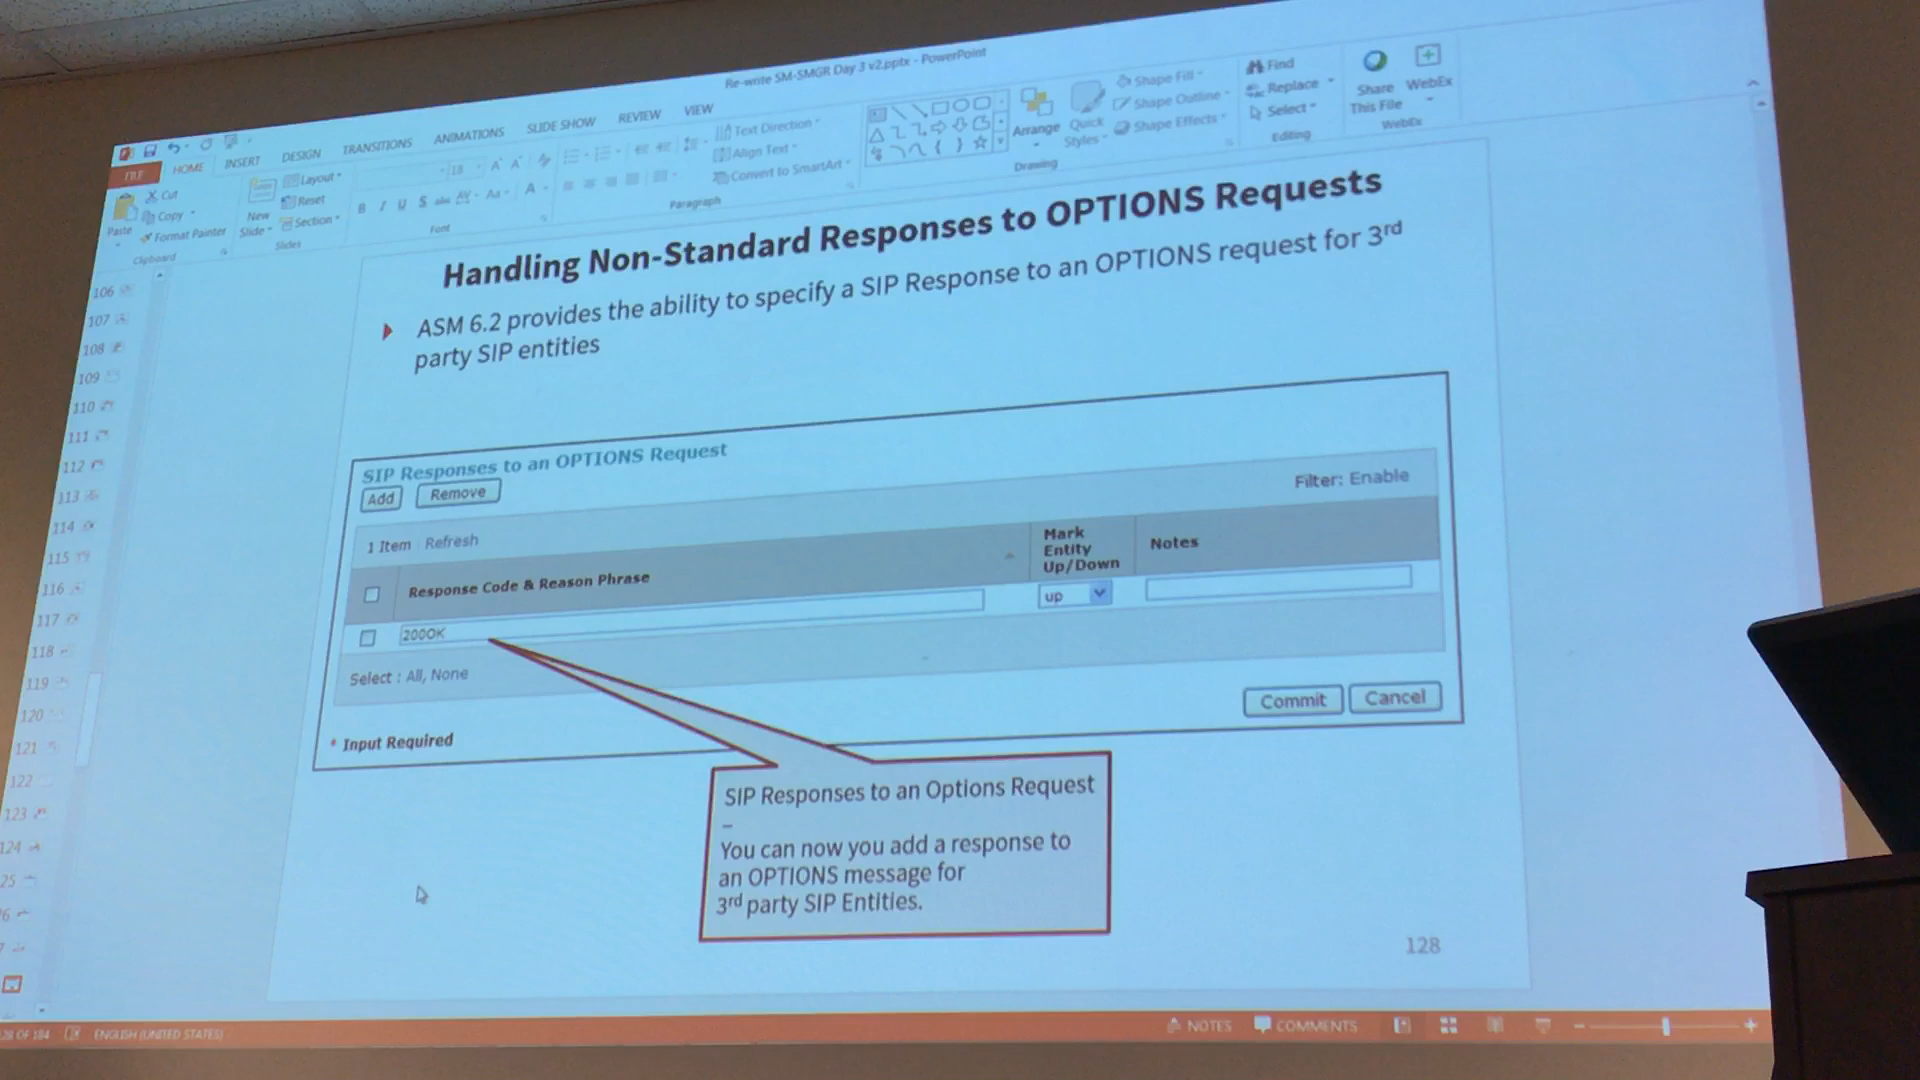 Re-write SM-SMGR Day 3 v2.pptx - PowerPoint
FILE HOME INSERT DESIGN TRANSITIONS ANIMATIONS SLIDE SHOW REVIEW VIEW
Paste
Cut
Copy
Format Painter
Clipboard
New
Slide
Layout
Reset
Section
Slides
18
Font
Text Direction
Align Text
Convert to SmartArt
Paragraph
Arrange
Quick
Styles
Shape Fill
Shape Outline
Shape Effects
Drawing
Find
Replace
Select
Editing
Share
This File
WebEx
WebEx
106
107
108
109
110
111
112
113
114
115
116
117
118
119
120
121
122
123
124
25
Handling Non-Standard Responses to OPTIONS Requests
ASM 6.2 provides the ability to specify a SIP Response to an OPTIONS request for 3rd
party SIP entities
SIP Responses to an OPTIONS Request
Add Remove
1 Item Refresh
Filter: Enable
Response Code & Reason Phrase
Mark
Entity
Up/Down
Notes
200OK
up
Select : All, None
* Input Required
Commit Cancel
SIP Responses to an Options Request
–
You can now you add a response to
an OPTIONS message for
3rd party SIP Entities.
128
OF 184 ENGLISH (UNITED STATES)
NOTES COMMENTS